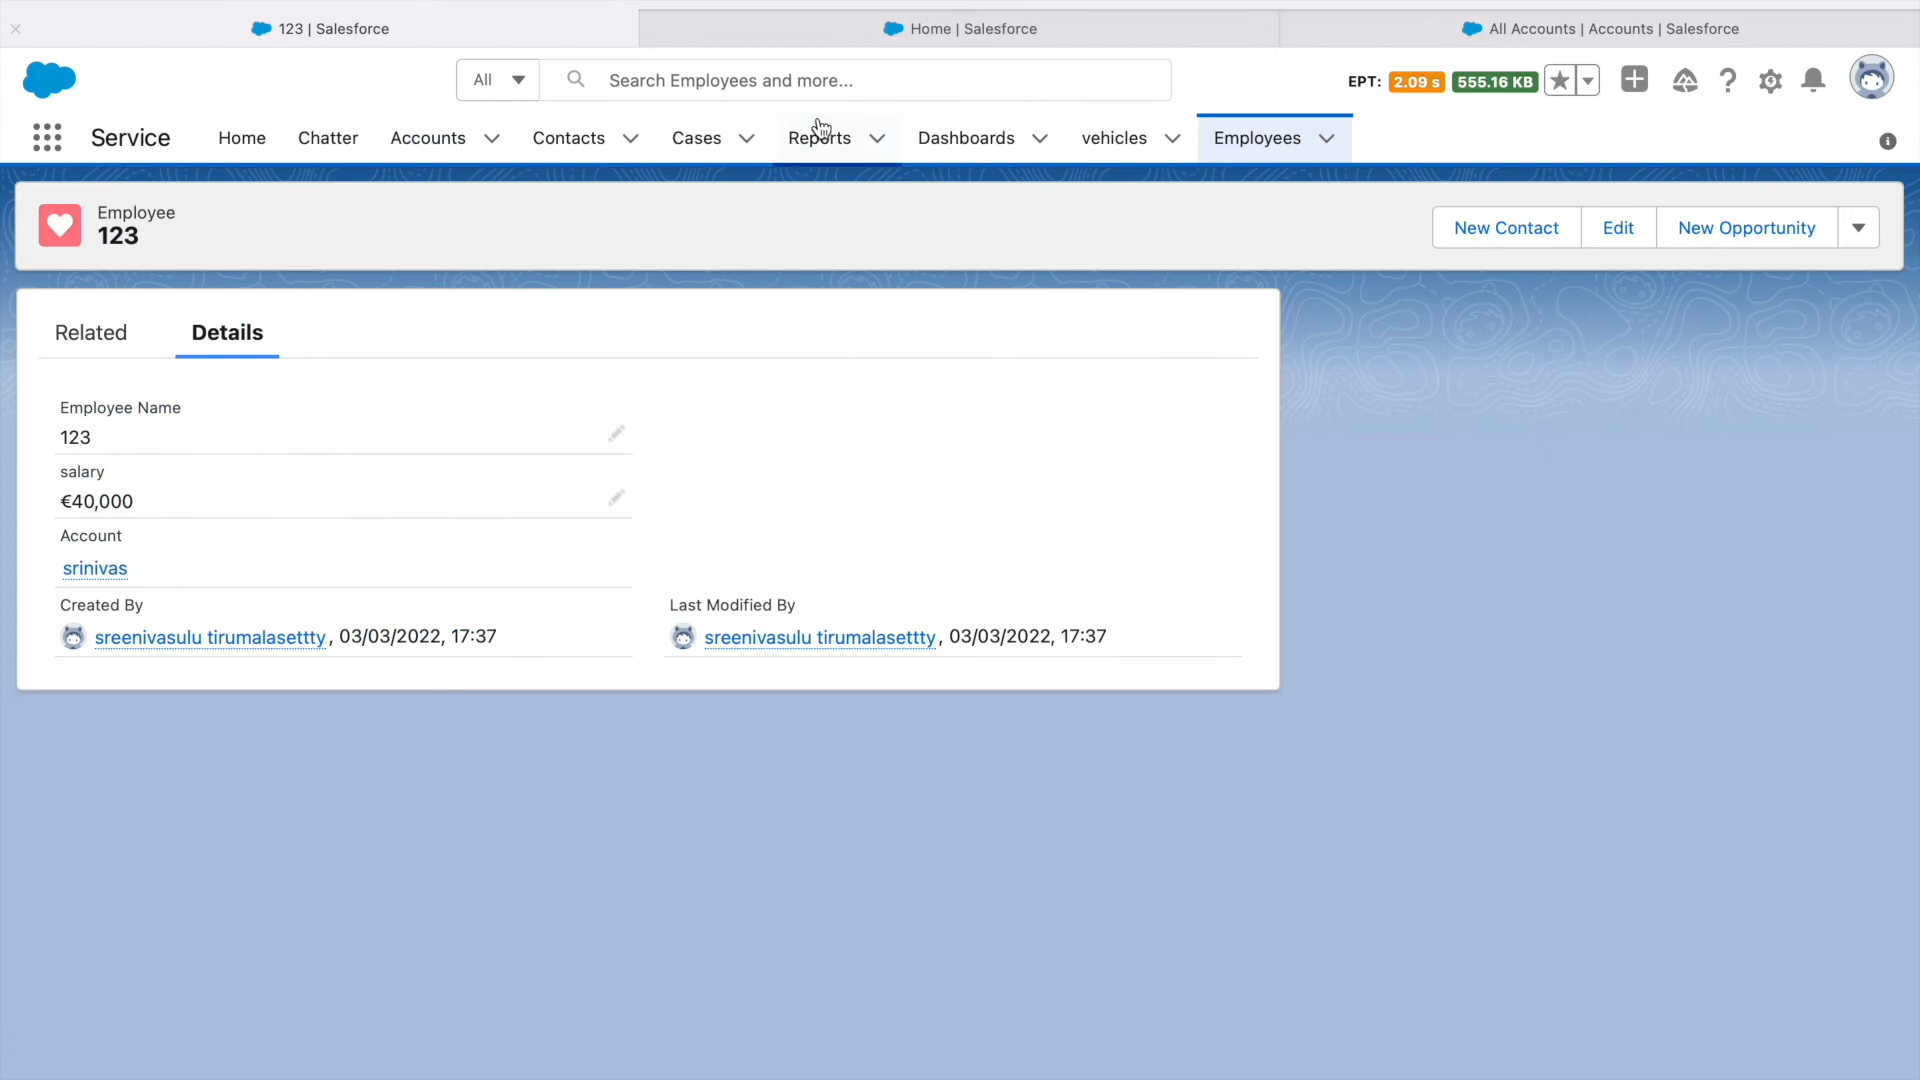 123 | Salesforce
Home | Salesforce
All Accounts | Accounts | Salesforce
All
Search Employees and more...
EPT: 2.09 s 555.16 KB
Service
Home
Chatter
Accounts
Contacts
Cases
Reports
Dashboards
vehicles
Employees
Employee
123
New Contact
Edit
New Opportunity
Related
Details
Employee Name
123
salary
€40,000
Account
srinivas
Created By
sreenivasulu tirumalasettty, 03/03/2022, 17:37
Last Modified By
sreenivasulu tirumalasettty, 03/03/2022, 17:37